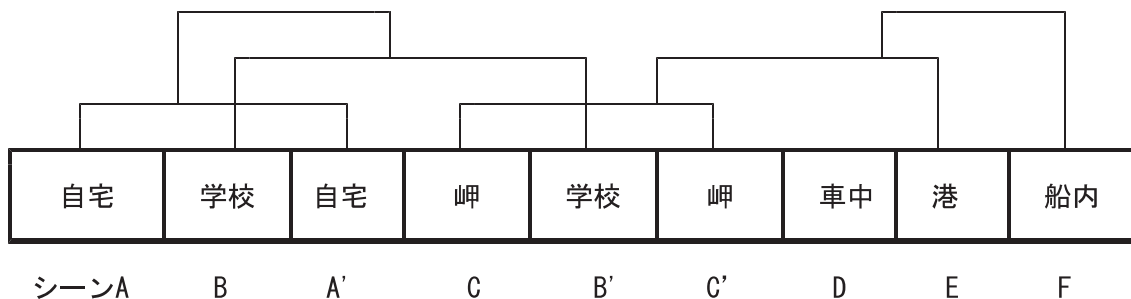 自宅 学校 自宅 岬 学校 岬 車中 港 船内
シーンA B A' C B' C' D E F